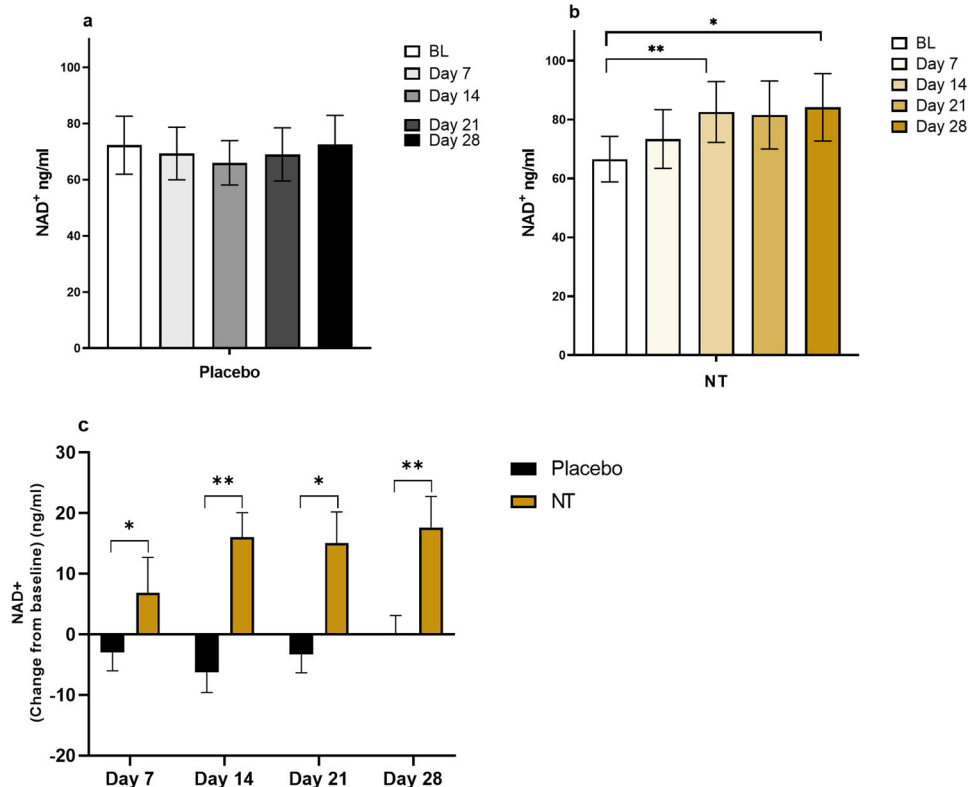 a
NAD+ ng/ml
100
80
60
40
20
0
Placebo
BL
Day 7
Day 14
Day 21
Day 28
b
NAD+ ng/ml
100
80
60
40
20
0
NT
*
**
BL
Day 7
Day 14
Day 21
Day 28
c
NAD+
(Change from baseline) (ng/ml)
30
20
10
0
-10
-20
*
**
*
**
Day 7
Day 14
Day 21
Day 28
Placebo
NT